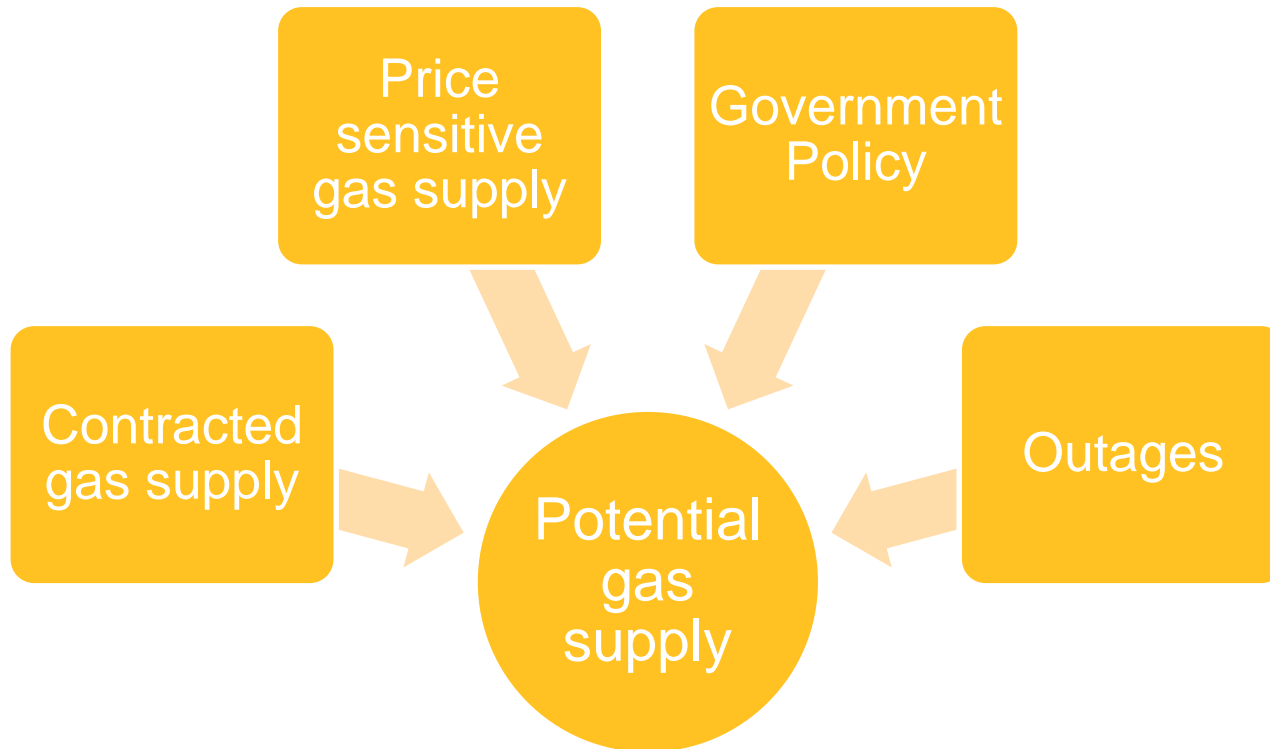 Price
sensitive
gas supply
Government
Policy
Contracted
gas supply
Outages
Potential
gas
supply